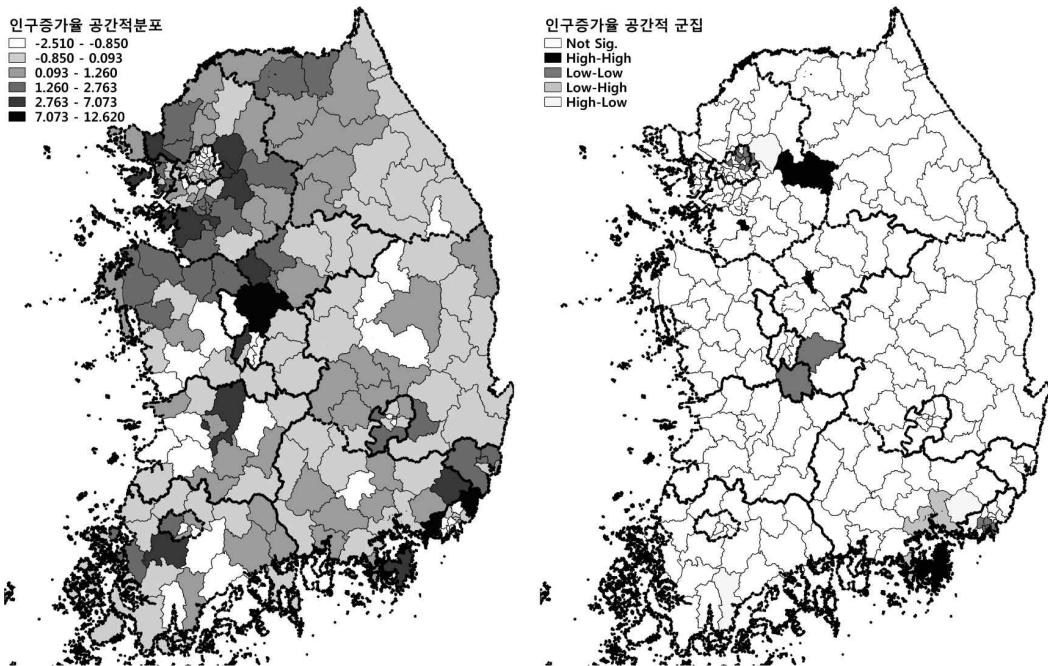 인구증가율 공간적분포
-2.510 - -0.850
-0.850 - 0.093
0.093 - 1.260
1.260 - 2.763
2.763 - 7.073
7.073 - 12.620
인구증가율 공간적 군집
Not Sig.
High-High
Low-Low
Low-High
High-Low